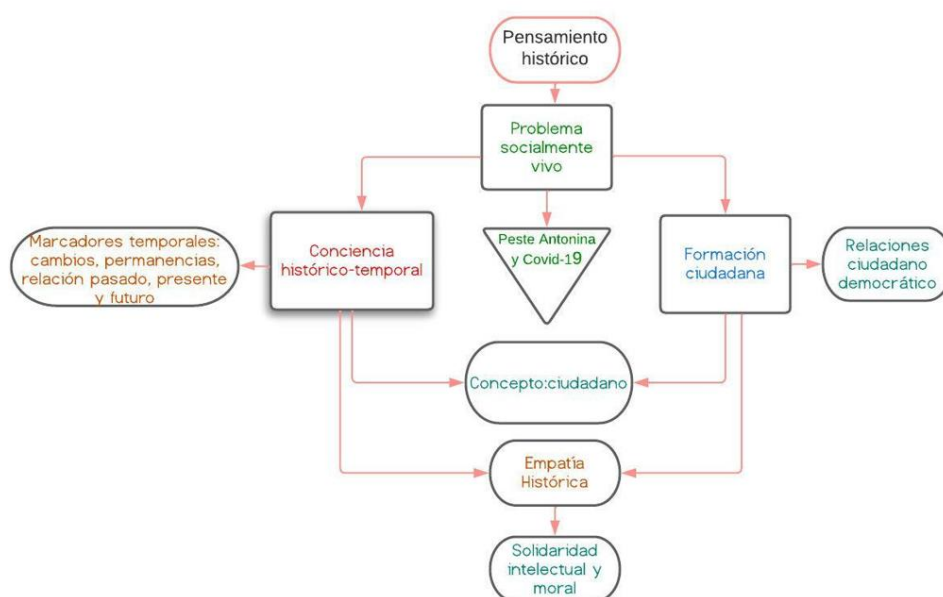 Pensamiento
histórico
Problema
socialmente
vivo
Marcadores temporales:
cambios, permanencias,
relación pasado, presente
y futuro
Conciencia
histórico-temporal
Peste Antonina
y Covid-19
Formación
ciudadana
Relaciones
ciudadano
democrático
Concepto:ciudadano
Empatía
Histórica
Solidaridad
intelectual y
moral